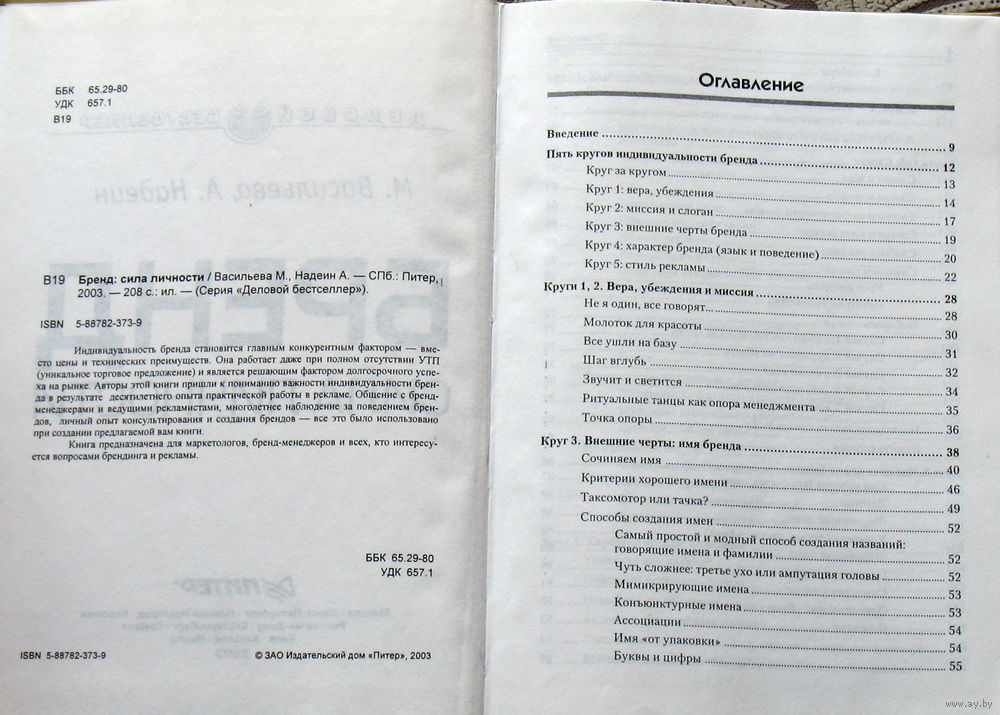 ББК 65.29-80
УДК 657.1
В19
В19 Бренд: сила личности / Васильева М., Надеин А. — СПб.: Питер,
2003. — 208 с.: ил. — (Серия «Деловой бестселлер»).
ISBN 5-88782-373-9
Индивидуальность бренда становится главным конкурентным фактором — вме-
сто цены и технических преимуществ. Она работает даже при полном отсутствии УТП
(уникальное торговое предложение) и является решающим фактором долгосрочного успе-
ха на рынке. Авторы этой книги пришли к пониманию важности индивидуальности брен-
да в результате десятилетнего опыта практической работы в рекламе. Общение с бренд-
менеджерами и ведущими рекламистами, многолетнее наблюдение за поведением брен-
дов, личный опыт консультирования и создания брендов — все это было использовано
при создании предлагаемой вам книги.
Книга предназначена для маркетологов, бренд-менеджеров и всех, кто интересу-
ется вопросами брендинга и рекламы.
ББК 65.29-80
УДК 657.1
ISBN 5-88782-373-9 © ЗАО Издательский дом «Питер», 2003
Оглавление
Введение 9
Пять кругов индивидуальности бренда 12
Круг за кругом 13
Круг 1: вера, убеждения 14
Круг 2: миссия и слоган 17
Круг 3: внешние черты бренда 19
Круг 4: характер бренда (язык и поведение) 20
Круг 5: стиль рекламы 22
Круги 1, 2. Вера, убеждения и миссия 28
Не я один, все говорят 28
Молоток для красоты 30
Все ушли на базу 31
Шаг вглубь 32
Звучит и светится 34
Ритуальные танцы как опора менеджмента 35
Точка опоры 36
Круг 3. Внешние черты: имя бренда 38
Сочиняем имя 40
Критерии хорошего имени 46
Таксомотор или тачка? 49
Способы создания имен 52
Самый простой и модный способ создания названий:
говорящие имена и фамилии 52
Чуть сложнее: третье ухо или ампутация головы 52
Мимикрирующие имена 53
Конъюнктурные имена 53
Ассоциации 54
Имя «от упаковки» 54
Буквы и цифры 55
www.ay.by